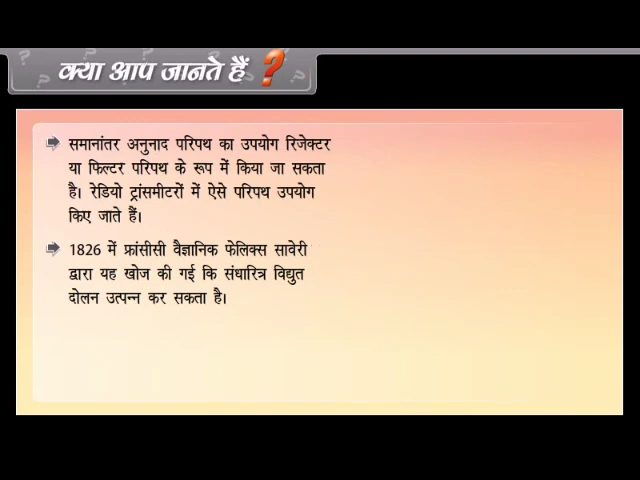 क्या आप जानते हैं ?
समानांतर अनुनाद परिपथ का उपयोग रिजेक्टर
या फिल्टर परिपथ के रूप में किया जा सकता
है। रेडियो ट्रांसमीटरों में ऐसे परिपथ उपयोग
किए जाते हैं।
1826 में फ्रांसीसी वैज्ञानिक फेलिक्स सावेरी
द्वारा यह खोज की गई कि संधारित्र विद्युत
दोलन उत्पन्न कर सकता है।